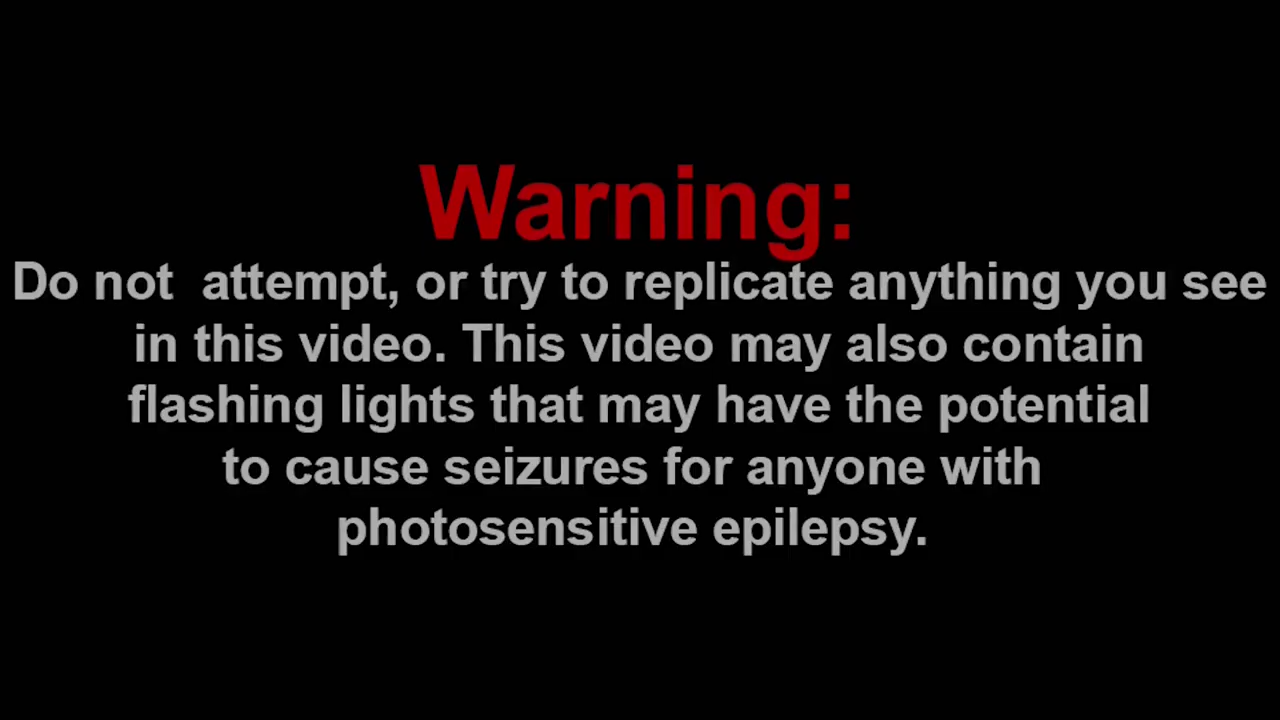 Warning:
Do not  attempt, or try to replicate anything you see
in this video. This video may also contain
flashing lights that may have the potential
to cause seizures for anyone with
photosensitive epilepsy.